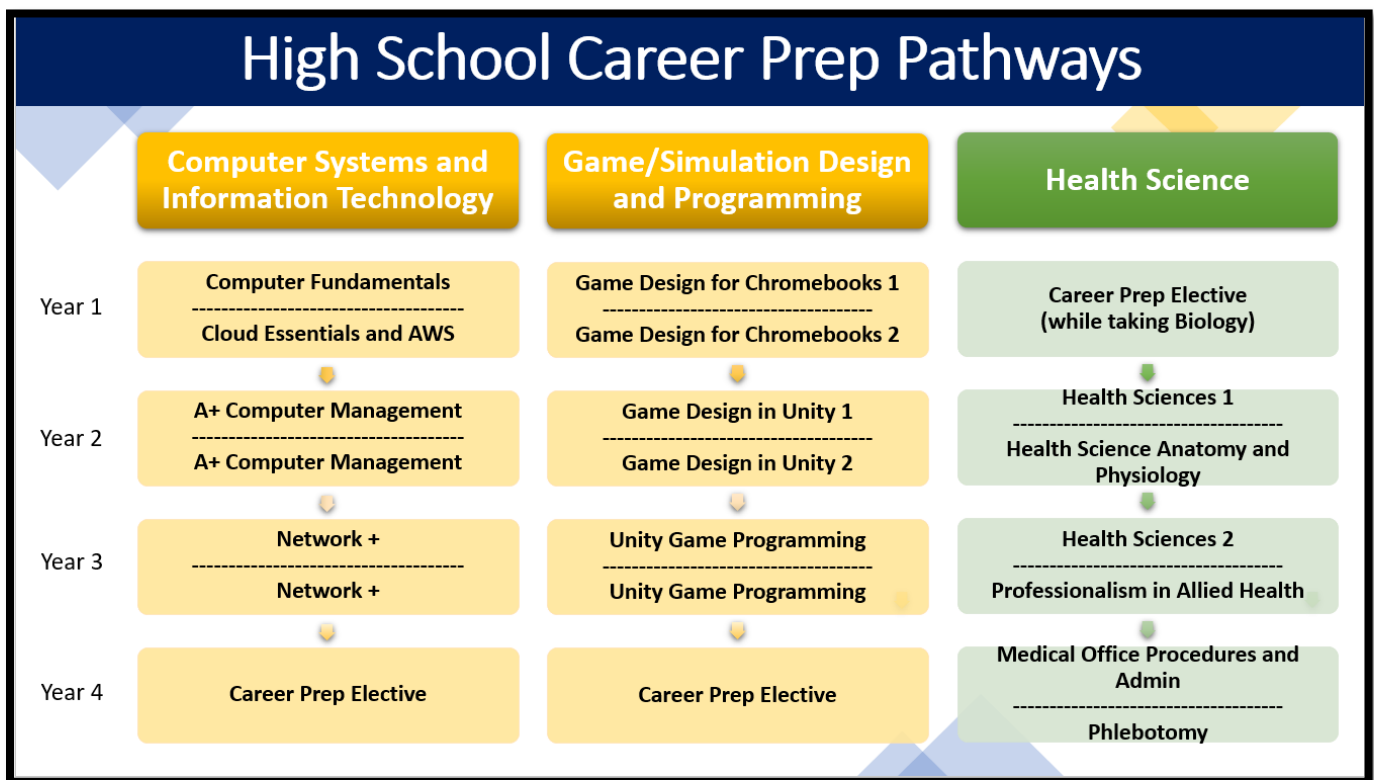 High School Career Prep Pathways
Computer Systems and
Information Technology
Game/Simulation Design
and Programming
Health Science
Year 1
Computer Fundamentals
-------------------------------------
Cloud Essentials and AWS
Game Design for Chromebooks 1
-------------------------------------
Game Design for Chromebooks 2
Career Prep Elective
(while taking Biology)
Year 2
A+ Computer Management
-------------------------------------
A+ Computer Management
Game Design in Unity 1
-------------------------------------
Game Design in Unity 2
Health Sciences 1
-------------------------------------
Health Science Anatomy and
Physiology
Year 3
Network +
-------------------------------------
Network +
Unity Game Programming
-------------------------------------
Unity Game Programming
Health Sciences 2
-------------------------------------
Professionalism in Allied Health
Year 4
Career Prep Elective
Career Prep Elective
Medical Office Procedures and
Admin
-------------------------------------
Phlebotomy